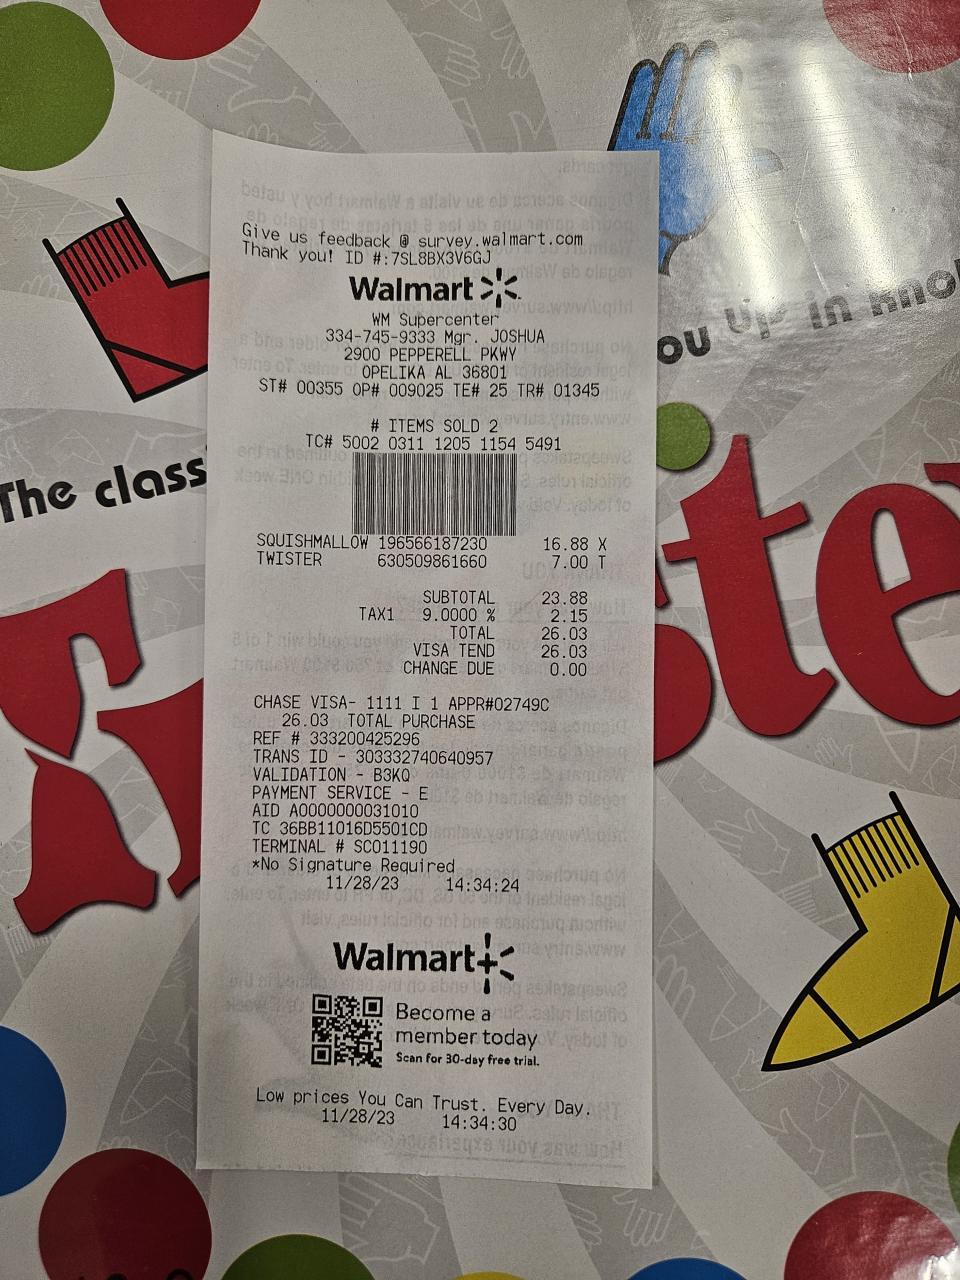 Give us feedback @ survey.walmart.com
Thank you! ID #:7SL8BX3V6GJ
Walmart
WM Supercenter
334-745-9333 Mgr. JOSHUA
2900 PEPPERELL PKWY
OPELIKA AL 36801
ST# 00355 OP# 009025 TE# 25 TR# 01345
# ITEMS SOLD 2
TC# 5002 0311 1205 1154 5491
SQUISHMALLOW 196566187230 16.88 X
TWISTER 630509861660 7.00 T
SUBTOTAL 23.88
TAX1 9.0000 % 2.15
TOTAL 26.03
VISA TEND 26.03
CHANGE DUE 0.00
CHASE VISA- 1111 I 1 APPR#02749C
26.03 TOTAL PURCHASE
REF # 333200425296
TRANS ID - 303332740640957
VALIDATION - B3KQ
PAYMENT SERVICE - E
AID A0000000031010
TC 36BB11016D5501CD
TERMINAL # SCO11190
*No Signature Required
11/28/23 14:34:24
Walmart+
Become a
member today
Scan for 30-day free trial.
Low prices You Can Trust. Every Day.
11/28/23 14:34:30
The class
ou up in kno
ste